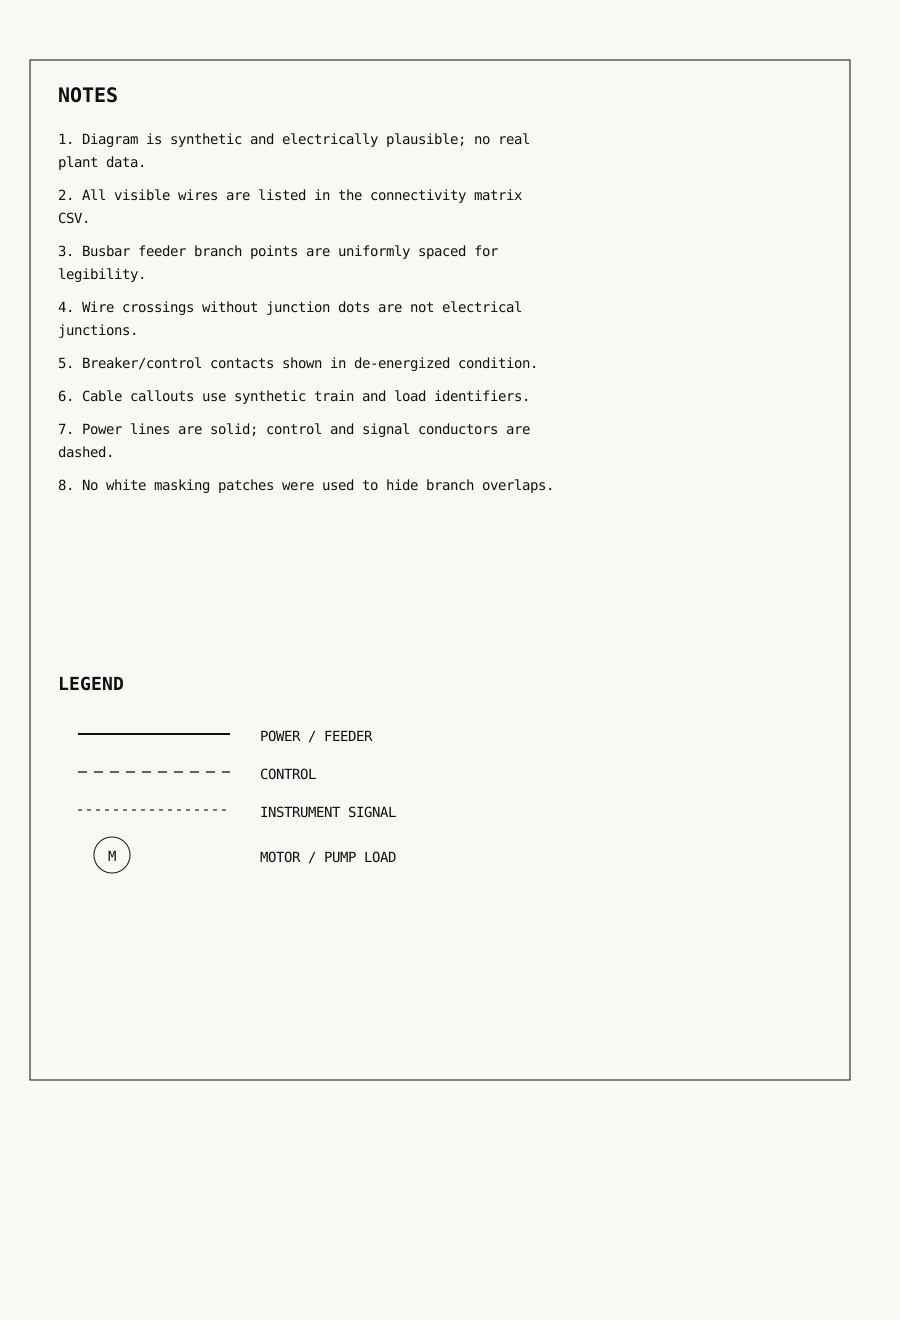 NOTES
1. Diagram is synthetic and electrically plausible; no real
plant data.
2. All visible wires are listed in the connectivity matrix
CSV.
3. Busbar feeder branch points are uniformly spaced for
legibility.
4. Wire crossings without junction dots are not electrical
junctions.
5. Breaker/control contacts shown in de-energized condition.
6. Cable callouts use synthetic train and load identifiers.
7. Power lines are solid; control and signal conductors are
dashed.
8. No white masking patches were used to hide branch overlaps.
LEGEND
POWER / FEEDER
CONTROL
INSTRUMENT SIGNAL
M MOTOR / PUMP LOAD